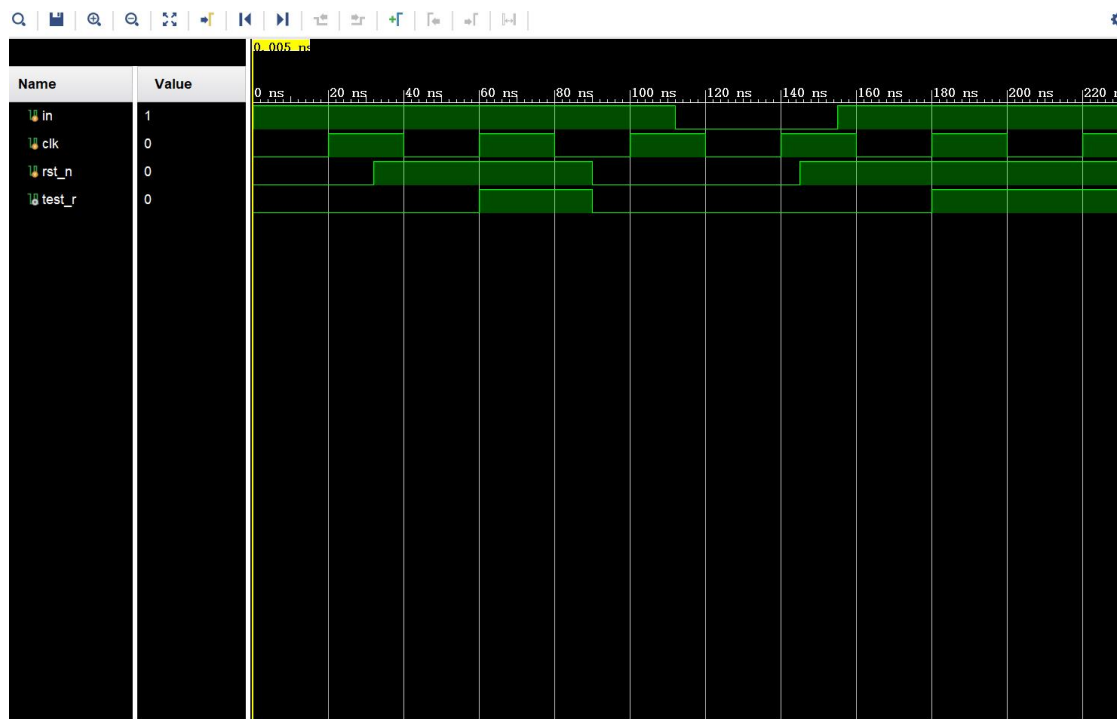 0.005 ns
Name Value
0 ns 20 ns 40 ns 60 ns 80 ns 100 ns 120 ns 140 ns 160 ns 180 n 200 ns 220 n
in 1
clk 0
rst_n 0
test_r 0